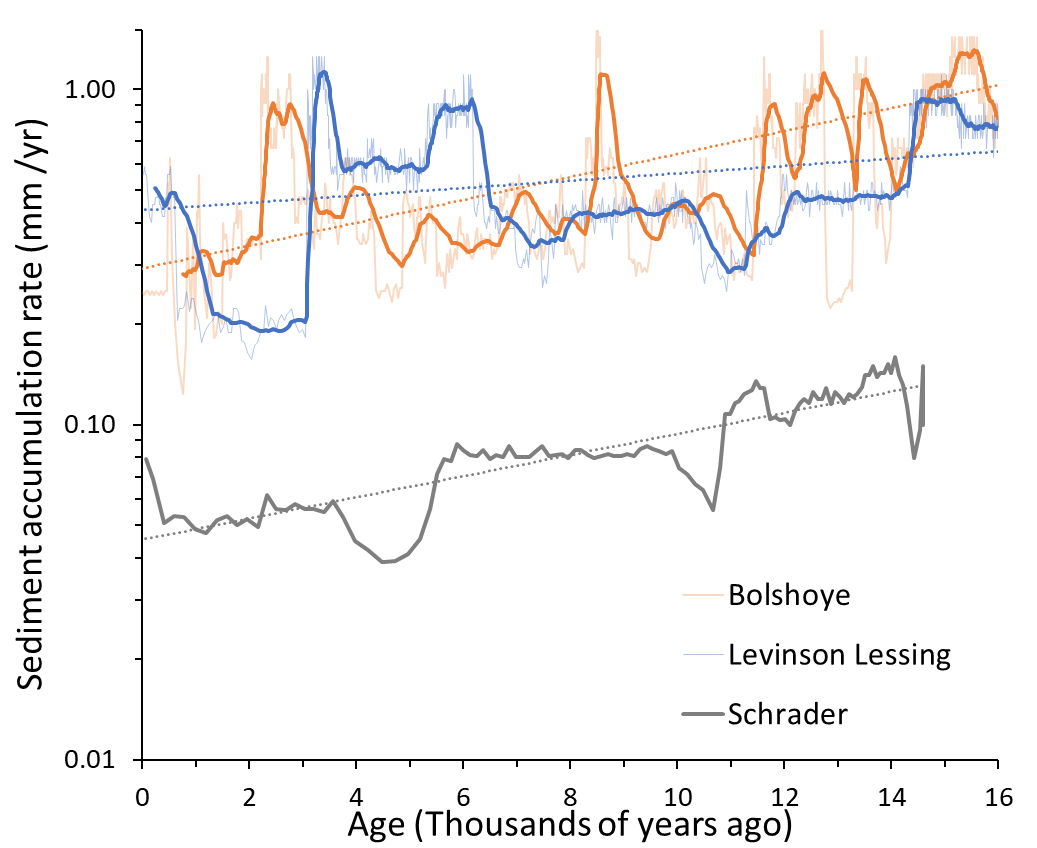 Sediment accumulation rate (mm /yr)
1.00
0.10
0.01
Bolshoye
Levinson Lessing
Schrader
0 2 4 6 8 10 12 14 16
Age (Thousands of years ago)